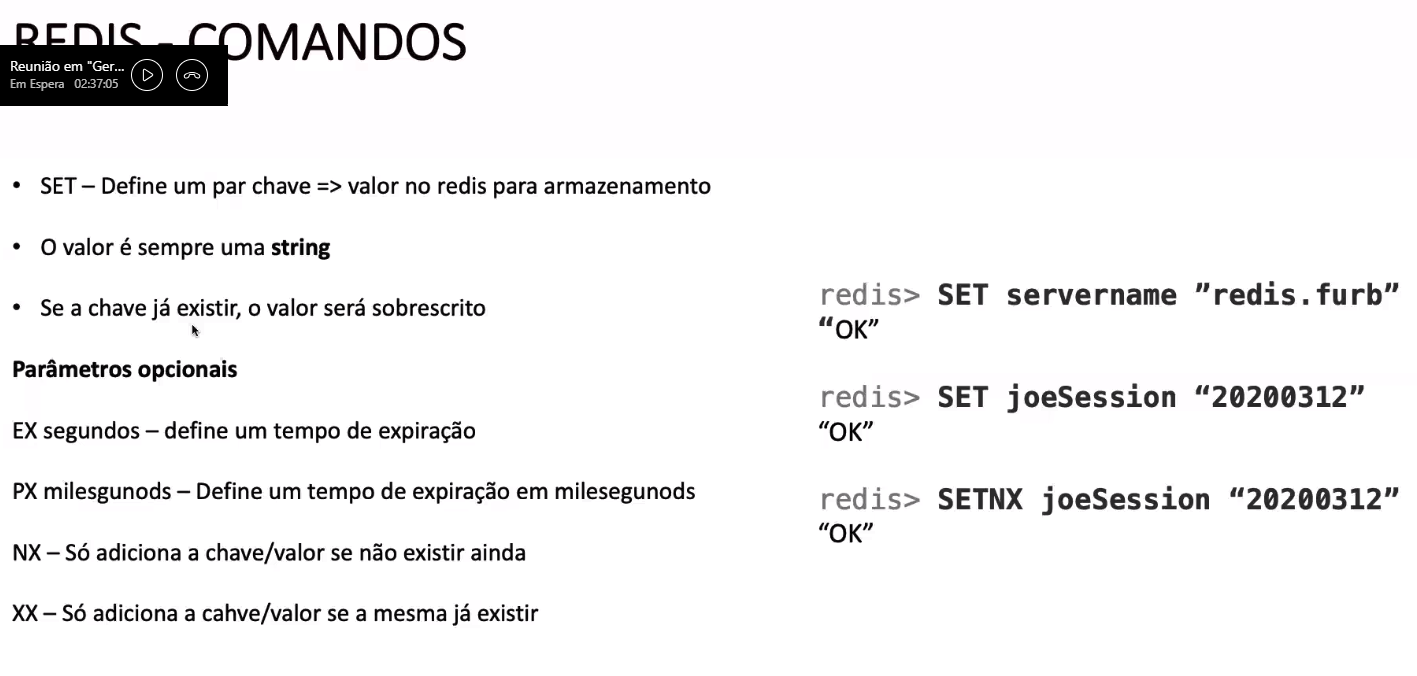 REDIS - COMANDOS
Reunião em "Ger...
Em Espera 02:37:05
• SET – Define um par chave => valor no redis para armazenamento
• O valor é sempre uma string
• Se a chave já existir, o valor será sobrescrito
Parâmetros opcionais
EX segundos – define um tempo de expiração
PX milesgunods – Define um tempo de expiração em milesegunods
NX – Só adiciona a chave/valor se não existir ainda
XX – Só adiciona a cahve/valor se a mesma já existir
redis> SET servername ”redis.furb”
“OK”
redis> SET joeSession “20200312”
“OK”
redis> SETNX joeSession “20200312”
“OK”